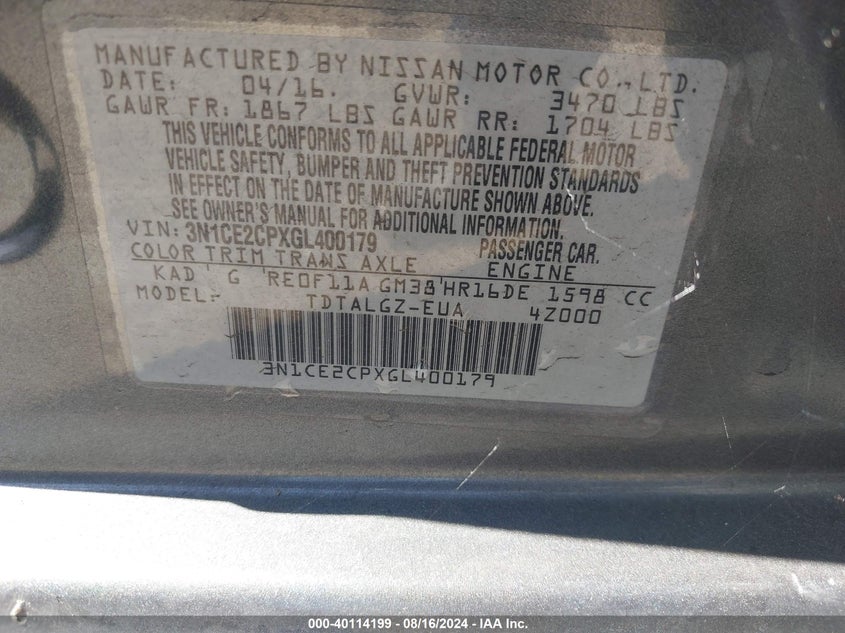 MANUFACTURED BY NISSAN MOTOR CO., LTD.
DATE: 04/16. GVWR: 3470 LBS
GAWR FR: 1867 LBS GAWR RR: 1704 LBS
THIS VEHICLE CONFORMS TO ALL APPLICABLE FEDERAL MOTOR
VEHICLE SAFETY, BUMPER AND THEFT PREVENTION STANDARDS
IN EFFECT ON THE DATE OF MANUFACTURE SHOWN ABOVE.
SEE OWNER'S MANUAL FOR ADDITIONAL INFORMATION.
VIN: 3N1CE2CPXGL400179 PASSENGER CAR.
COLOR TRIM TRANS AXLE ENGINE
KAD G RE0F11A GM38 HR16DE 1598 CC
MODEL: TDTALGZ-EUA 4Z000
3N1CE2CPXGL400179
000-40114199 - 08/16/2024 - IAA Inc.